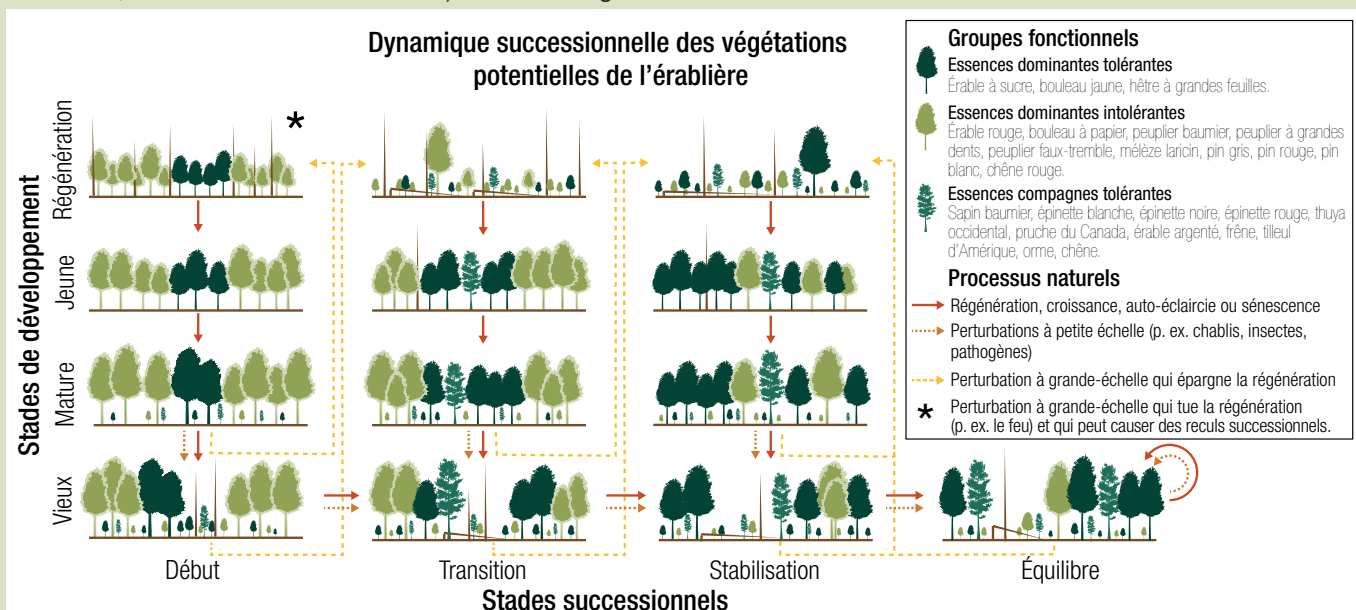 Dynamique successionnelle des végétations
potentielles de l'érablière
Groupes fonctionnels
Essences dominantes tolérantes
Érable à sucre, bouleau jaune, hêtre à grandes feuilles.
Essences dominantes intolérantes
Érable rouge, bouleau à papier, peuplier baumier, peuplier à grandes
dents, peuplier faux-tremble, mélèze laricin, pin gris, pin rouge, pin
blanc, chêne rouge.
Essences compagnes tolérantes
Sapin baumier, épinette blanche, épinette noire, épinette rouge, thuya
occidental, pruche du Canada, érable argenté, frêne, tilleul
d'Amérique, orme, chêne.
Processus naturels
Régénération, croissance, auto-éclaircie ou sénescence
Perturbations à petite échelle (p. ex. chablis, insectes,
pathogènes)
Perturbation à grande-échelle qui épargne la régénération
* Perturbation à grande-échelle qui tue la régénération
(p. ex. le feu) et qui peut causer des reculs successionnels.
*
Stades de développement
Régénération
Jeune
Mature
Vieux
Début
Transition
Stabilisation
Équilibre
Stades successionnels